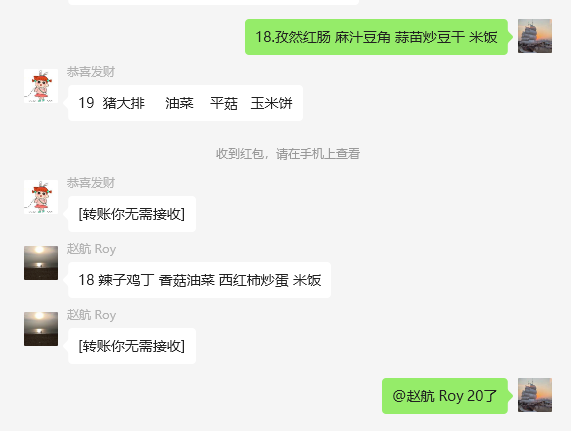 18.孜然红肠 麻汁豆角 蒜苗炒豆干 米饭
恭喜发财
19 猪大排 油菜 平菇 玉米饼
收到红包，请在手机上查看
恭喜发财
[转账你无需接收]
赵航 Roy
18 辣子鸡丁 香菇油菜 西红柿炒蛋 米饭
赵航 Roy
[转账你无需接收]
@赵航 Roy 20了